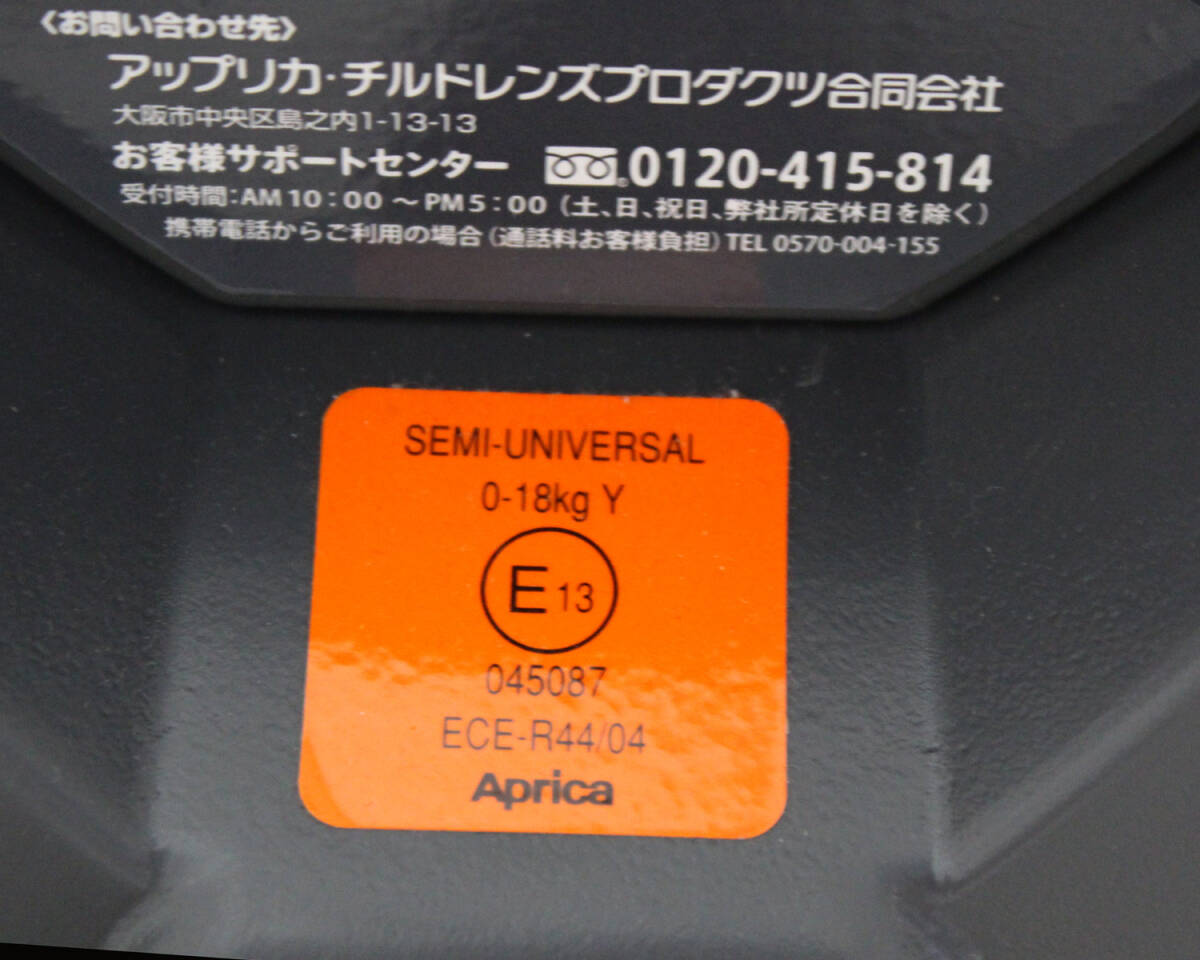 〈お問い合わせ先〉
アップリカ・チルドレンズプロダクツ合同会社
大阪市中央区島之内1-13-13
お客様サポートセンター 0120-415-814
受付時間:AM 10:00 ～ PM 5:00 (土、日、祝日、弊社所定休日を除く)
携帯電話からご利用の場合(通話料お客様負担) TEL 0570-004-155
SEMI-UNIVERSAL
0-18kg Y
E 13
045087
ECE-R44/04
Aprica